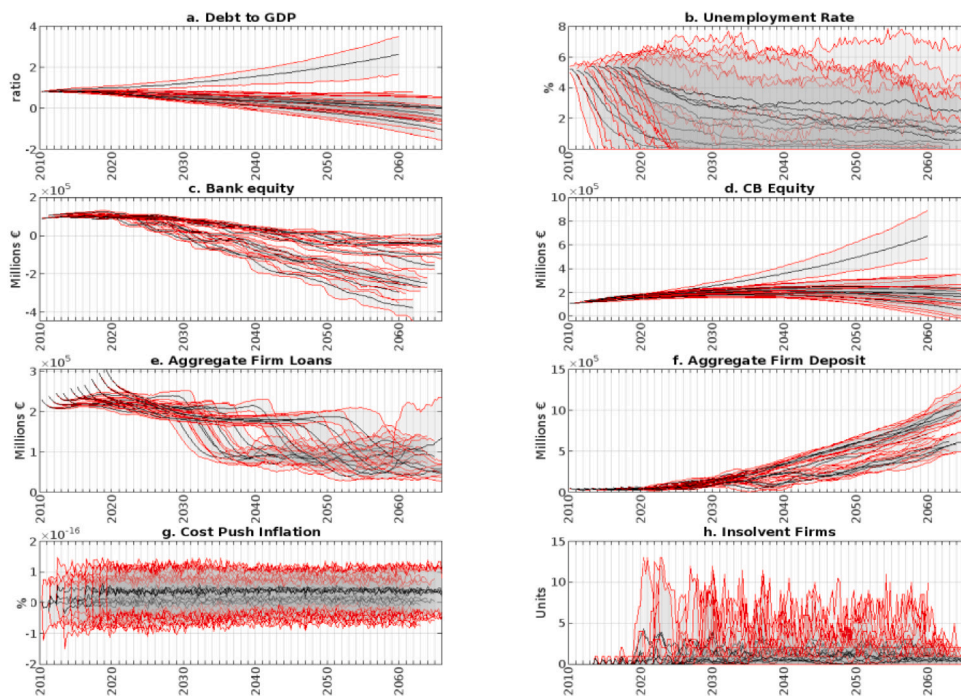 a. Debt to GDP
4
2
0
-2
ratio
2010 2020 2030 2040 2050 2060
b. Unemployment Rate
8
6
4
2
0
%
2010 2020 2030 2040 2050 2060
c. Bank equity
×10^5
2
0
-2
-4
Millions €
2010 2020 2030 2040 2050 2060
d. CB Equity
×10^5
10
8
6
4
2
0
Millions €
2010 2020 2030 2040 2050 2060
e. Aggregate Firm Loans
×10^5
3
2
1
0
Millions €
2010 2020 2030 2040 2050 2060
f. Aggregate Firm Deposit
×10^5
15
10
5
0
Millions €
2010 2020 2030 2040 2050 2060
g. Cost Push Inflation
×10^-16
2
1
0
-1
-2
%
2010 2020 2030 2040 2050 2060
h. Insolvent Firms
15
10
5
0
Units
2010 2020 2030 2040 2050 2060